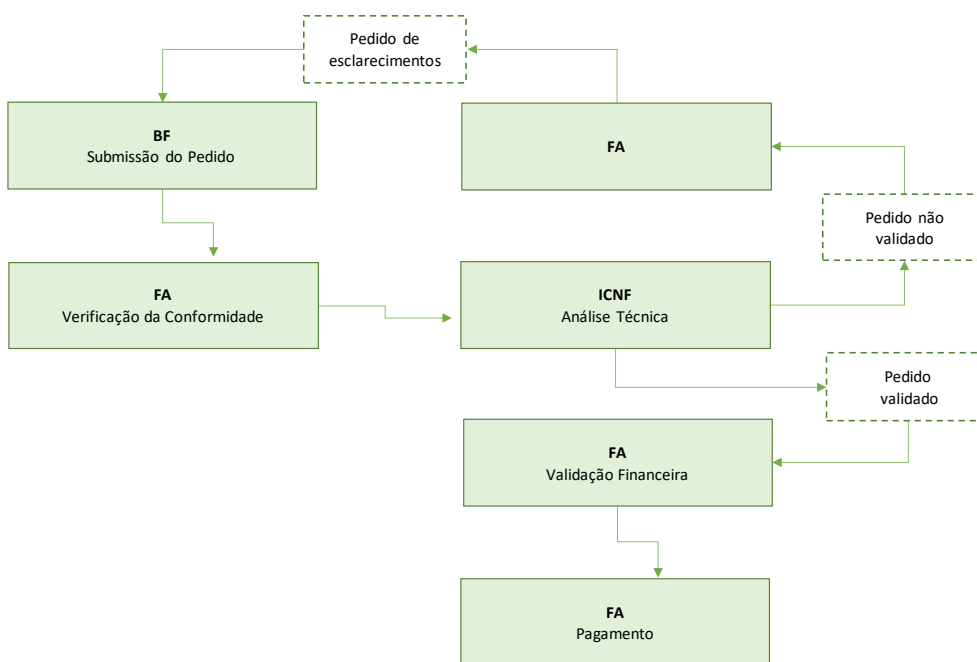 Pedido de
esclarecimentos
BF
Submissão do Pedido
FA
Pedido não
validado
FA
Verificação da Conformidade
ICNF
Análise Técnica
Pedido
validado
FA
Validação Financeira
FA
Pagamento